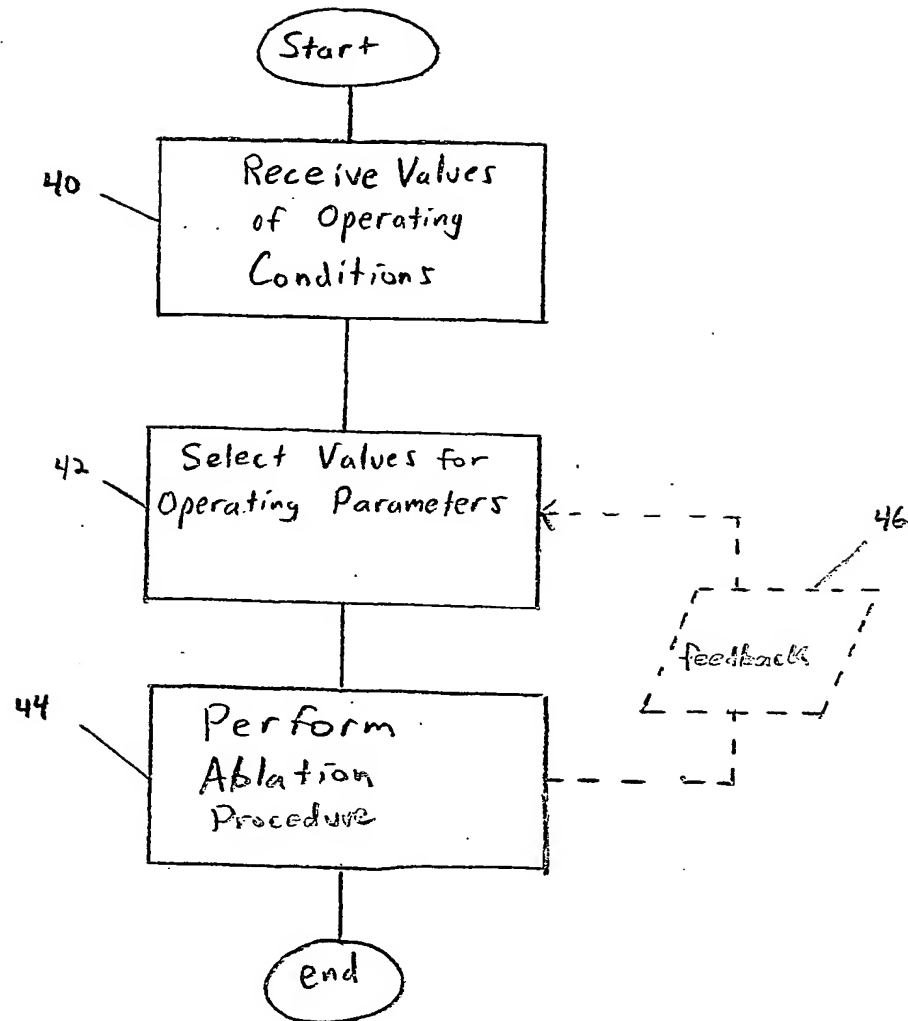 Start
40
Receive Values
of Operating
Conditions
42
Select Values for
Operating Parameters
46
feedback
44
Perform
Ablation
Procedure
end